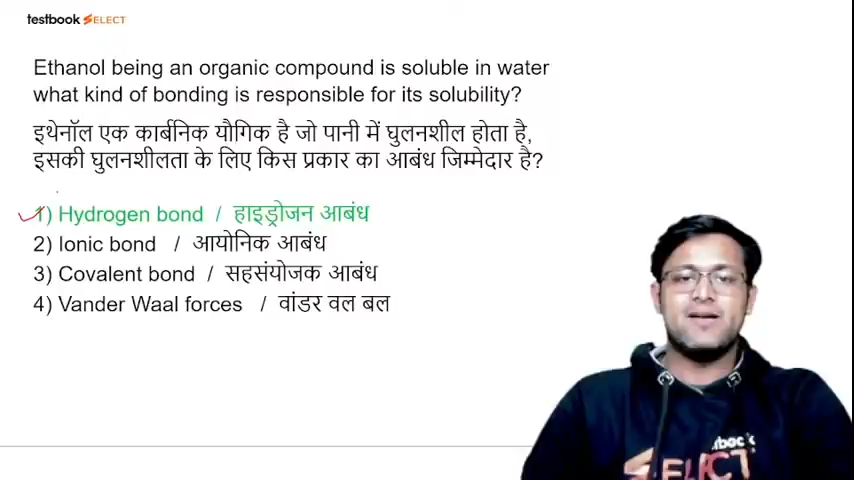 testbook SELECT
Ethanol being an organic compound is soluble in water
what kind of bonding is responsible for its solubility?
इथेनॉल एक कार्बनिक यौगिक है जो पानी में घुलनशील होता है,
इसकी घुलनशीलता के लिए किस प्रकार का आबंध जिम्मेदार है?
1) Hydrogen bond / हाइड्रोजन आबंध
2) Ionic bond / आयोनिक आबंध
3) Covalent bond / सहसंयोजक आबंध
4) Vander Waal forces / वांडर वल बल